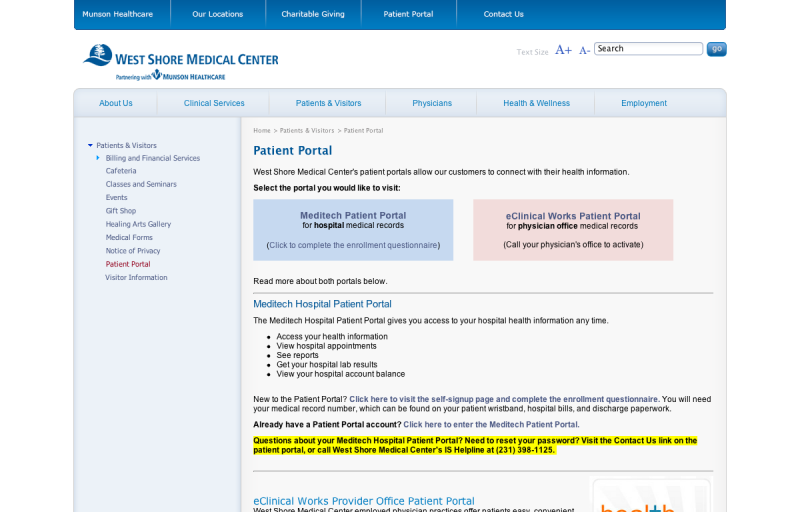 Munson Healthcare
Our Locations
Charitable Giving
Patient Portal
Contact Us
WEST SHORE MEDICAL CENTER
Partnering with MUNSON HEALTHCARE
Text Size A+ A- Search go
About Us
Clinical Services
Patients & Visitors
Physicians
Health & Wellness
Employment
Patients & Visitors
Billing and Financial Services
Cafeteria
Classes and Seminars
Events
Gift Shop
Healing Arts Gallery
Medical Forms
Notice of Privacy
Patient Portal
Visitor Information
Home > Patients & Visitors > Patient Portal
Patient Portal
West Shore Medical Center's patient portals allow our customers to connect with their health information.
Select the portal you would like to visit:
Meditech Patient Portal
for hospital medical records
(Click to complete the enrollment questionnaire)
eClinical Works Patient Portal
for physician office medical records
(Call your physician's office to activate)
Read more about both portals below.
Meditech Hospital Patient Portal
The Meditech Hospital Patient Portal gives you access to your hospital health information any time.
Access your health information
View hospital appointments
See reports
Get your hospital lab results
View your hospital account balance
New to the Patient Portal? Click here to visit the self-signup page and complete the enrollment questionnaire. You will need
your medical record number, which can be found on your patient wristband, hospital bills, and discharge paperwork.
Already have a Patient Portal account? Click here to enter the Meditech Patient Portal.
Questions about your Meditech Hospital Patient Portal? Need to reset your password? Visit the Contact Us link on the
patient portal, or call West Shore Medical Center's IS Helpline at (231) 398-1125.
eClinical Works Provider Office Patient Portal
West Shore Medical Center employed physician practices offer patients easy, convenient
health